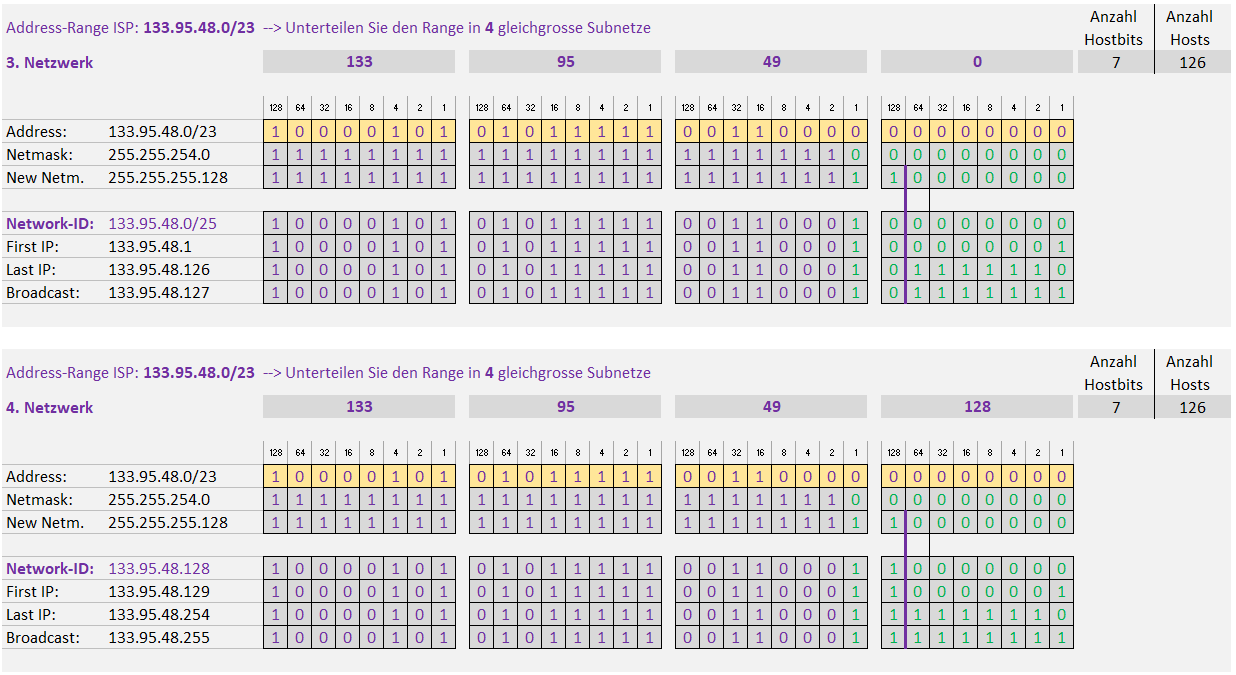 Anzahl Anzahl
Address-Range ISP: 133.95.48.0/23 --> Unterteilen Sie den Range in 4 gleichgrosse Subnetze
Hostbits Hosts
3. Netzwerk 133 95 49 0 7 126
128 64 32 16 8 4 2 1 128 64 32 16 8 4 2 1 128 64 32 16 8 4 2 1 128 64 32 16 8 4 2 1
Address: 133.95.48.0/23 1 0 0 0 0 1 0 1 0 1 0 1 1 1 1 1 0 0 1 1 0 0 0 0 0 0 0 0 0 0 0 0
Netmask: 255.255.254.0 1 1 1 1 1 1 1 1 1 1 1 1 1 1 1 1 1 1 1 1 1 1 1 0 0 0 0 0 0 0 0 0
New Netm. 255.255.255.128 1 1 1 1 1 1 1 1 1 1 1 1 1 1 1 1 1 1 1 1 1 1 1 1 1 0 0 0 0 0 0 0
Network-ID: 133.95.48.0/25 1 0 0 0 0 1 0 1 0 1 0 1 1 1 1 1 0 0 1 1 0 0 0 1 0 0 0 0 0 0 0 0
First IP: 133.95.48.1 1 0 0 0 0 1 0 1 0 1 0 1 1 1 1 1 0 0 1 1 0 0 0 1 0 0 0 0 0 0 0 1
Last IP: 133.95.48.126 1 0 0 0 0 1 0 1 0 1 0 1 1 1 1 1 0 0 1 1 0 0 0 1 0 1 1 1 1 1 1 0
Broadcast: 133.95.48.127 1 0 0 0 0 1 0 1 0 1 0 1 1 1 1 1 0 0 1 1 0 0 0 1 0 1 1 1 1 1 1 1
Anzahl Anzahl
Address-Range ISP: 133.95.48.0/23 --> Unterteilen Sie den Range in 4 gleichgrosse Subnetze
Hostbits Hosts
4. Netzwerk 133 95 49 128 7 126
128 64 32 16 8 4 2 1 128 64 32 16 8 4 2 1 128 64 32 16 8 4 2 1 128 64 32 16 8 4 2 1
Address: 133.95.48.0/23 1 0 0 0 0 1 0 1 0 1 0 1 1 1 1 1 0 0 1 1 0 0 0 0 0 0 0 0 0 0 0 0
Netmask: 255.255.254.0 1 1 1 1 1 1 1 1 1 1 1 1 1 1 1 1 1 1 1 1 1 1 1 0 0 0 0 0 0 0 0 0
New Netm. 255.255.255.128 1 1 1 1 1 1 1 1 1 1 1 1 1 1 1 1 1 1 1 1 1 1 1 1 1 0 0 0 0 0 0 0
Network-ID: 133.95.48.128 1 0 0 0 0 1 0 1 0 1 0 1 1 1 1 1 0 0 1 1 0 0 0 1 1 0 0 0 0 0 0 0
First IP: 133.95.48.129 1 0 0 0 0 1 0 1 0 1 0 1 1 1 1 1 0 0 1 1 0 0 0 1 1 0 0 0 0 0 0 1
Last IP: 133.95.48.254 1 0 0 0 0 1 0 1 0 1 0 1 1 1 1 1 0 0 1 1 0 0 0 1 1 1 1 1 1 1 1 0
Broadcast: 133.95.48.255 1 0 0 0 0 1 0 1 0 1 0 1 1 1 1 1 0 0 1 1 0 0 0 1 1 1 1 1 1 1 1 1